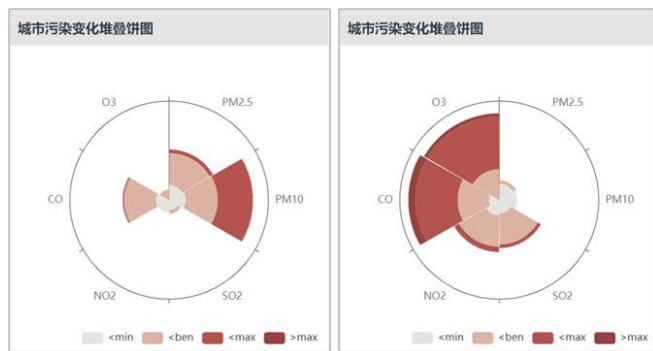 城市污染变化堆叠饼图
O3
PM2.5
CO
PM10
NO2
SO2
<min
<ben
<max
>max
城市污染变化堆叠饼图
O3
PM2.5
CO
PM10
NO2
SO2
<min
<ben
<max
>max